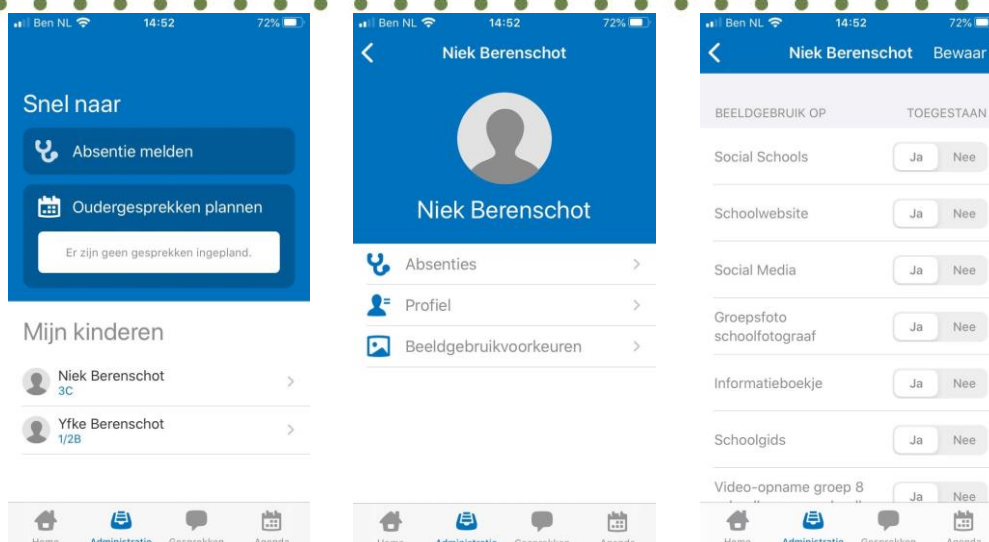 Ben NL 14:52 72%
Snel naar
Absentie melden
Oudergesprekken plannen
Er zijn geen gesprekken ingepland.
Mijn kinderen
Niek Berenschot
3C
Yfke Berenschot
1/2B
Home Administratie Gesprekken Agenda
Ben NL 14:52 72%
Niek Berenschot
Niek Berenschot
Absenties
Profiel
Beeldgebruikvoorkeuren
Home Administratie Gesprekken Agenda
Ben NL 14:52 72%
Niek Berenschot Bewaar
BEELDGEBRUIK OP TOEGESTAAN
Social Schools Ja Nee
Schoolwebsite Ja Nee
Social Media Ja Nee
Groepsfoto
schoolfotograaf Ja Nee
Informatieboekje Ja Nee
Schoolgids Ja Nee
Video-opname groep 8
Ja Nee
Home Administratie Gesprekken Agenda